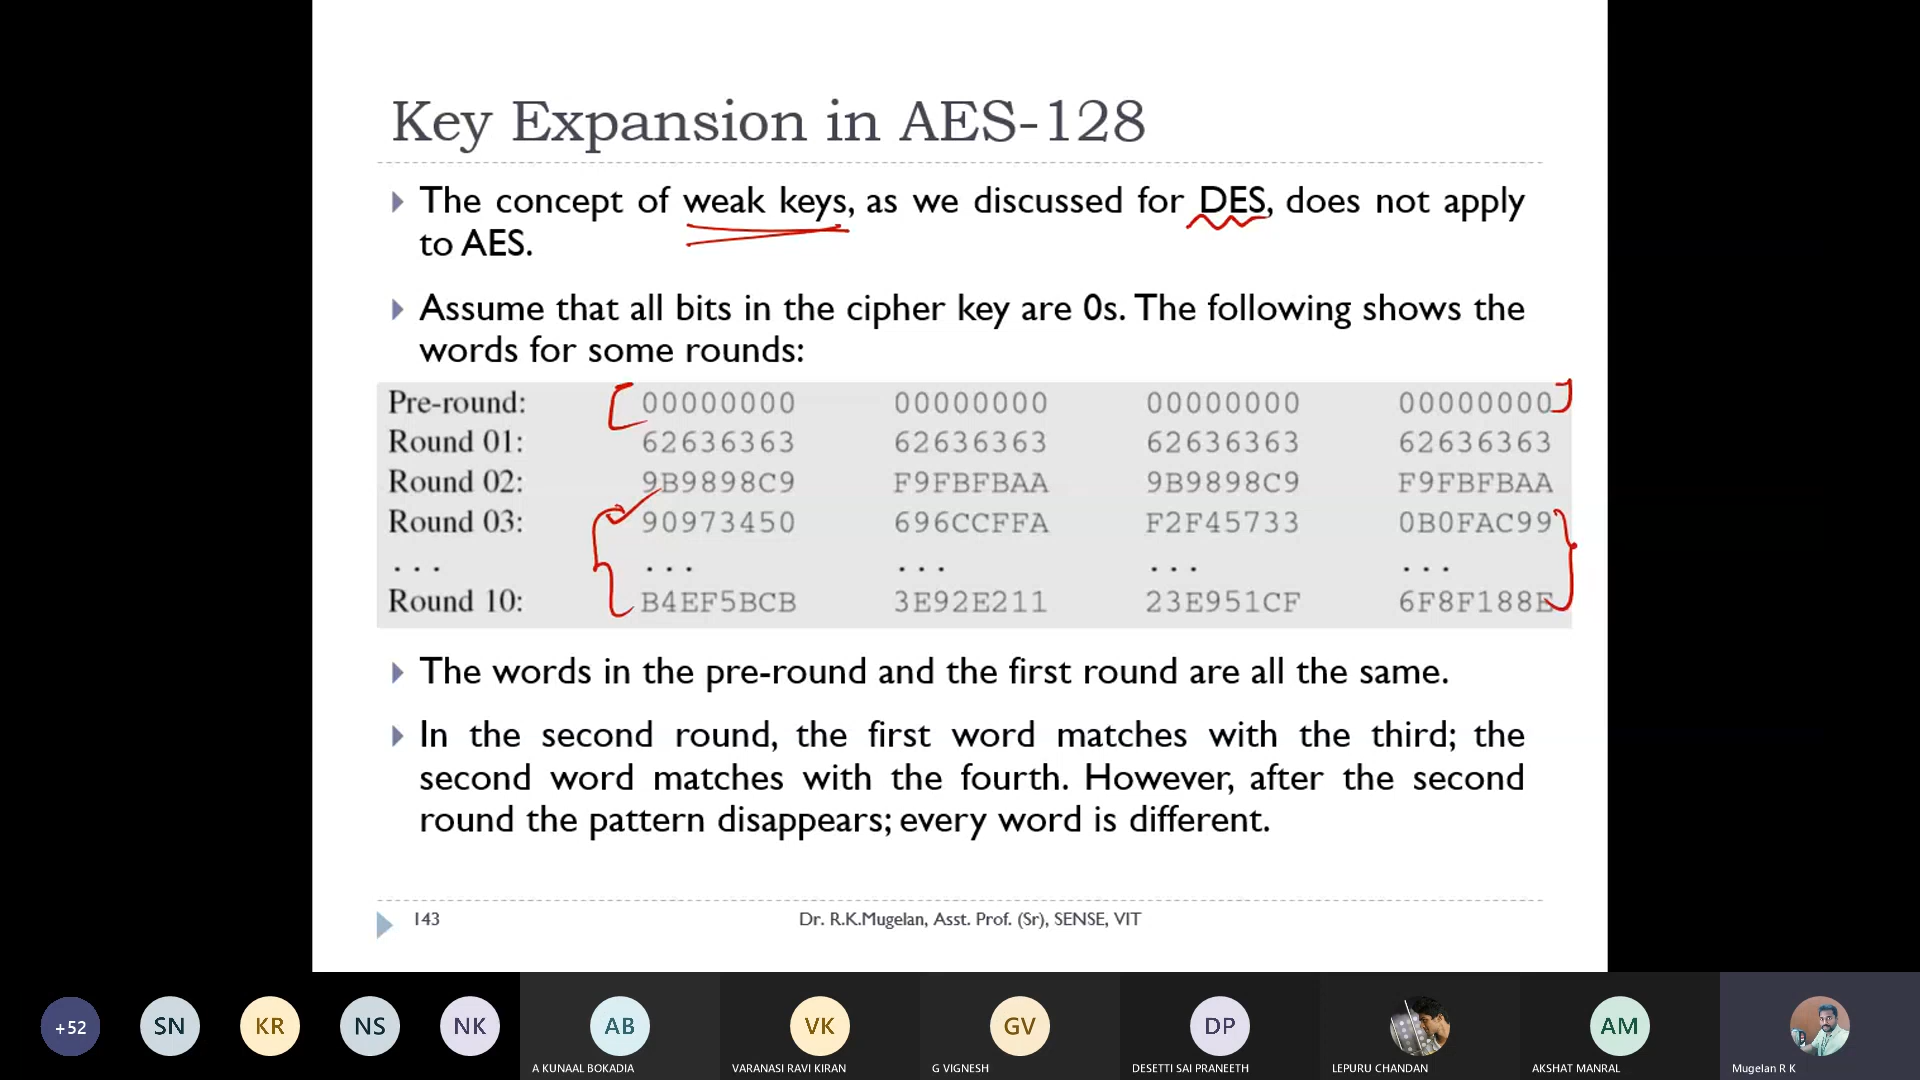 Key Expansion in AES-128
The concept of weak keys, as we discussed for DES, does not apply
to AES.
Assume that all bits in the cipher key are 0s. The following shows the
words for some rounds:
Pre-round: 00000000 00000000 00000000 00000000
Round 01: 62636363 62636363 62636363 62636363
Round 02: 9B9898C9 F9FBFBAA 9B9898C9 F9FBFBAA
Round 03: 90973450 696CCFFA F2F45733 0B0FAC99
... ... ... ... ...
Round 10: B4EF5BCB 3E92E211 23E951CF 6F8F188E
The words in the pre-round and the first round are all the same.
In the second round, the first word matches with the third; the
second word matches with the fourth. However, after the second
round the pattern disappears; every word is different.
143 Dr. R.K.Mugelan, Asst. Prof. (Sr), SENSE, VIT
+52 SN KR NS NK AB VK GV DP AM
A KUNAAL BOKADIA VARANASI RAVI KIRAN G VIGNESH DESETTI SAI PRANEETH LEPURU CHANDAN AKSHAT MANRAL Mugelan R K